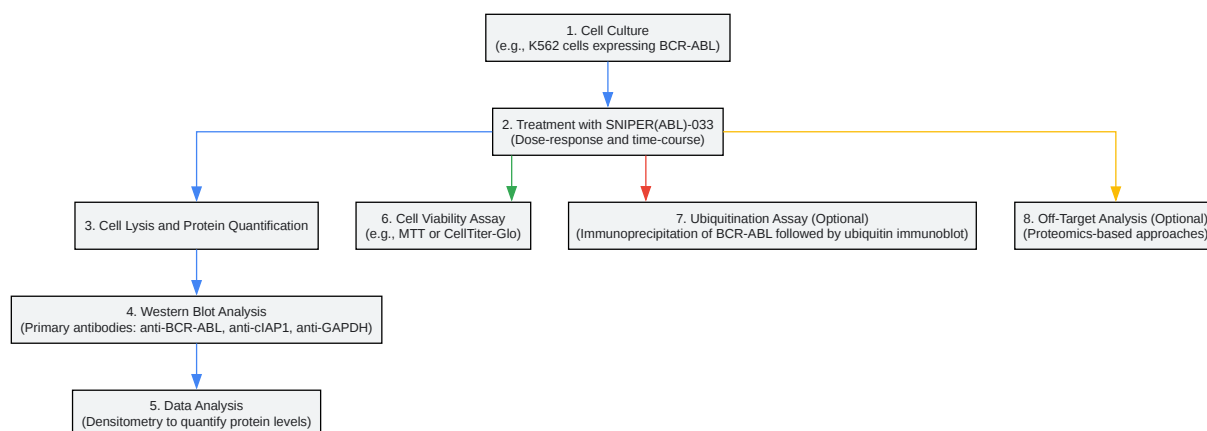 1. Cell Culture
(e.g., K562 cells expressing BCR-ABL)
2. Treatment with SNIPER(ABL)-033
(Dose-response and time-course)
3. Cell Lysis and Protein Quantification
6. Cell Viability Assay
(e.g., MTT or CellTiter-Glo)
7. Ubiquitination Assay (Optional)
(Immunoprecipitation of BCR-ABL followed by ubiquitin immunoblot)
8. Off-Target Analysis (Optional)
(Proteomics-based approaches)
4. Western Blot Analysis
(Primary antibodies: anti-BCR-ABL, anti-cIAP1, anti-GAPDH)
5. Data Analysis
(Densitometry to quantify protein levels)